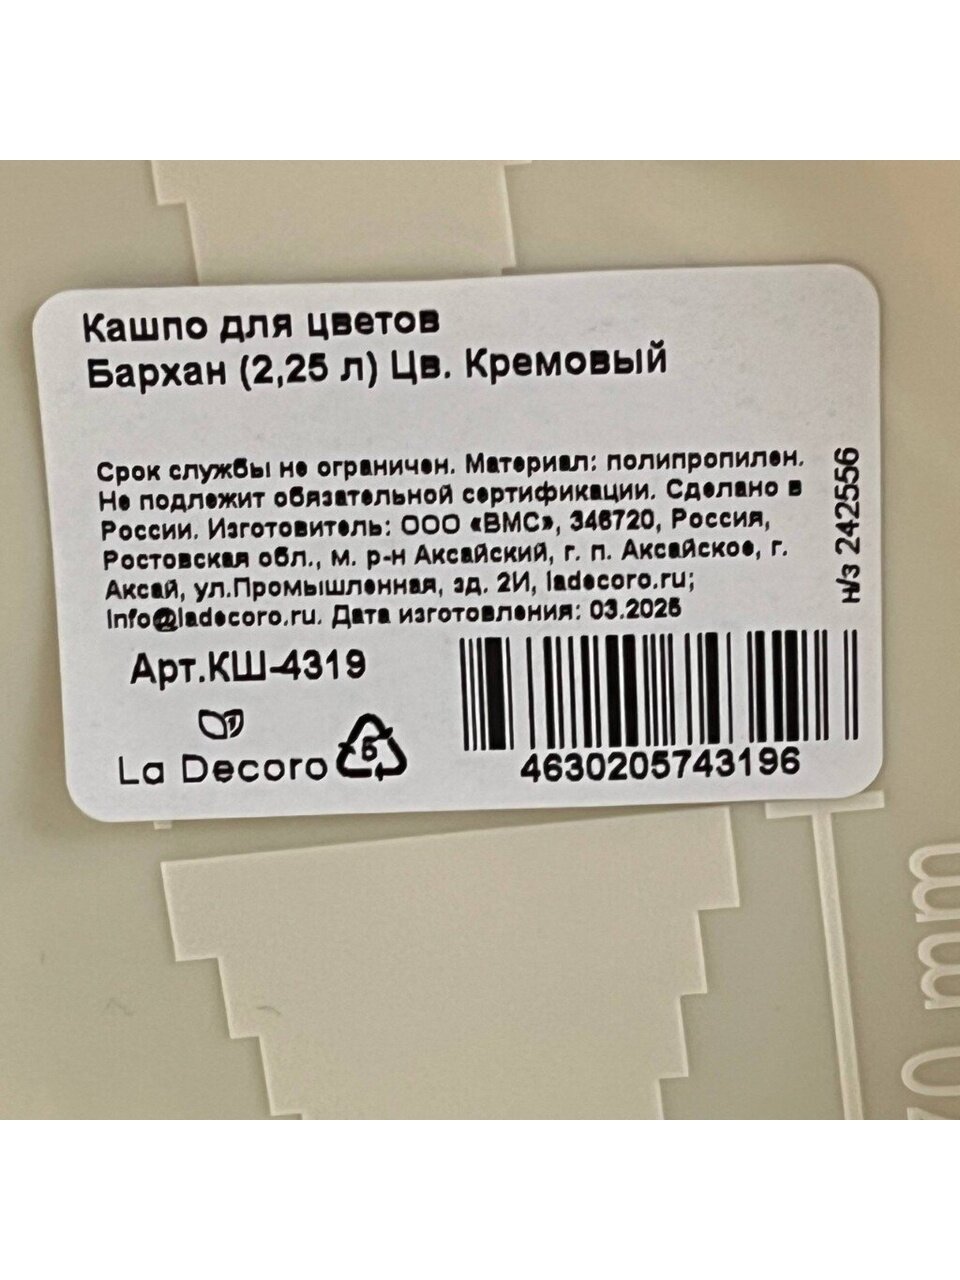 Кашпо для цветов
Бархан (2,25 л) Цв. Кремовый
Срок службы не ограничен. Материал: полипропилен.
Не подлежит обязательной сертификации. Сделано в
России. Изготовитель: ООО «ВМС», 346720, Россия,
Ростовская обл., м. р-н Аксайский, г. п. Аксайское, г.
Аксай, ул.Промышленная, зд. 2И, ladecoro.ru;
info@ladecoro.ru. Дата изготовления: 03.2025
н/з 242556
Арт.КШ-4319
La Decoro
5
4630205743196
mm